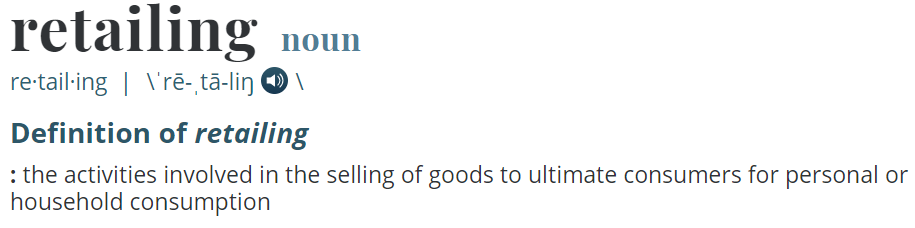 retailing noun
re·tail·ing | \ ˈrē-ˌtā-liŋ \
Definition of retailing
: the activities involved in the selling of goods to ultimate consumers for personal or
household consumption